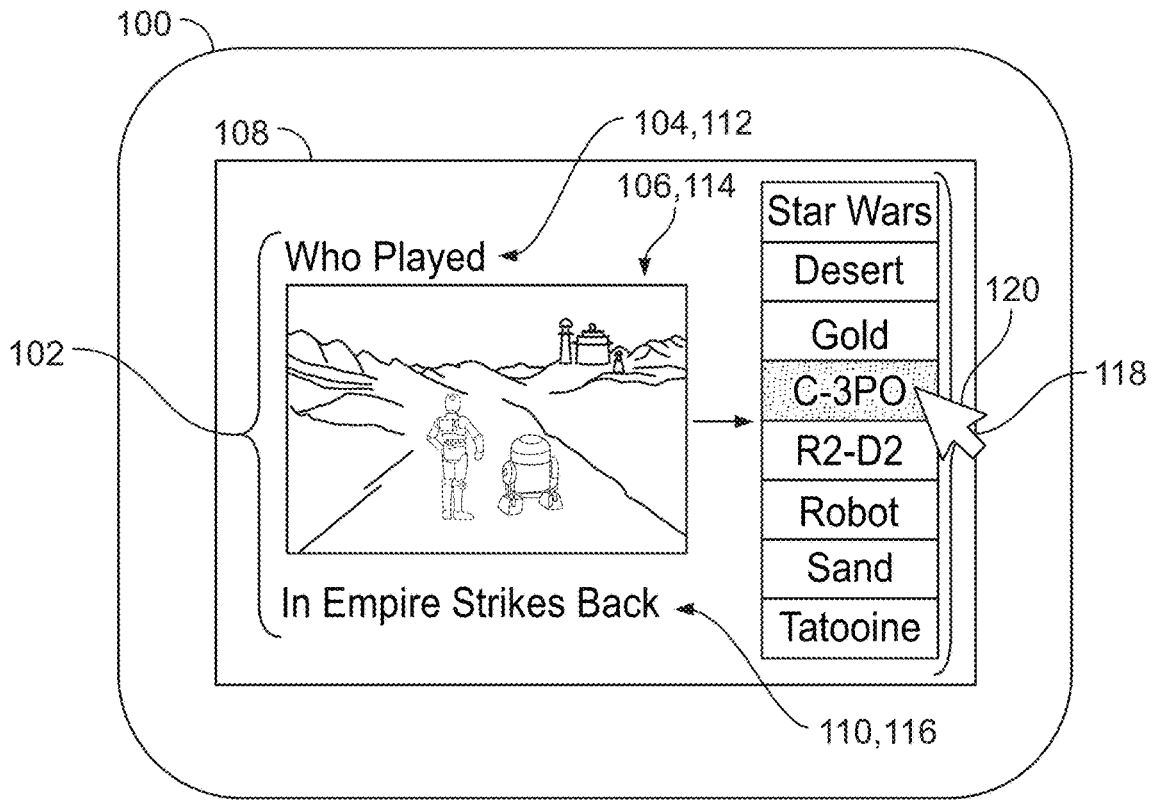 100
108
104,112
106,114
Who Played
102
In Empire Strikes Back
110,116
Star Wars
Desert
Gold
C-3PO
R2-D2
Robot
Sand
Tatooine
120
118